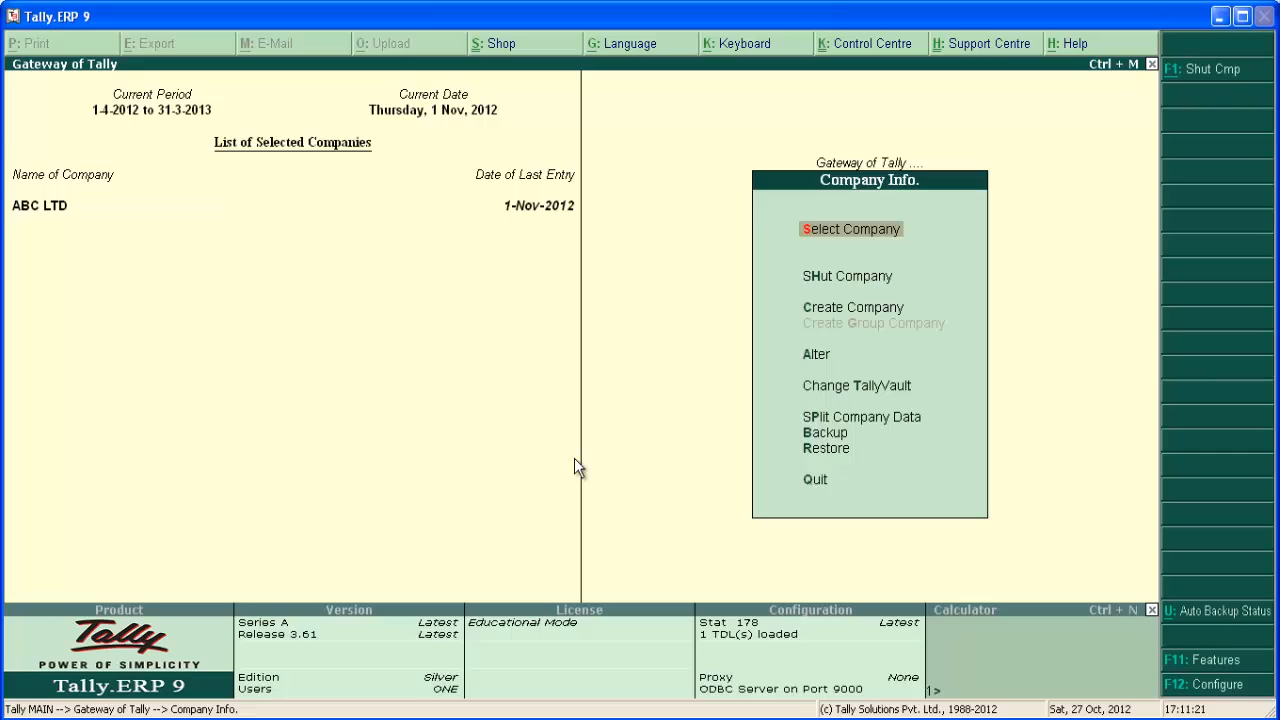 Tally.ERP 9
P: Print E: Export M: E-Mail O: Upload S: Shop G: Language K: Keyboard K: Control Centre H: Support Centre H: Help
Gateway of Tally Ctrl + M
F1: Shut Cmp
Current Period Current Date
1-4-2012 to 31-3-2013 Thursday, 1 Nov, 2012
List of Selected Companies
Name of Company Date of Last Entry
ABC LTD 1-Nov-2012
Gateway of Tally ....
Company Info.
Select Company
SHut Company
Create Company
Create Group Company
Alter
Change TallyVault
SPlit Company Data
Backup
Restore
Quit
U: Auto Backup Status
F11: Features
F12: Configure
Product Version License Configuration Calculator Ctrl + N
Tally
POWER OF SIMPLICITY
Tally.ERP 9
Series A Latest
Release 3.61 Latest
Edition Silver
Users ONE
Educational Mode
Stat 178 Latest
1 TDL(s) loaded
Proxy None
ODBC Server on Port 9000
1>
Tally MAIN --> Gateway of Tally --> Company Info. (c) Tally Solutions Pvt. Ltd., 1988-2012 Sat, 27 Oct, 2012 17:11:21